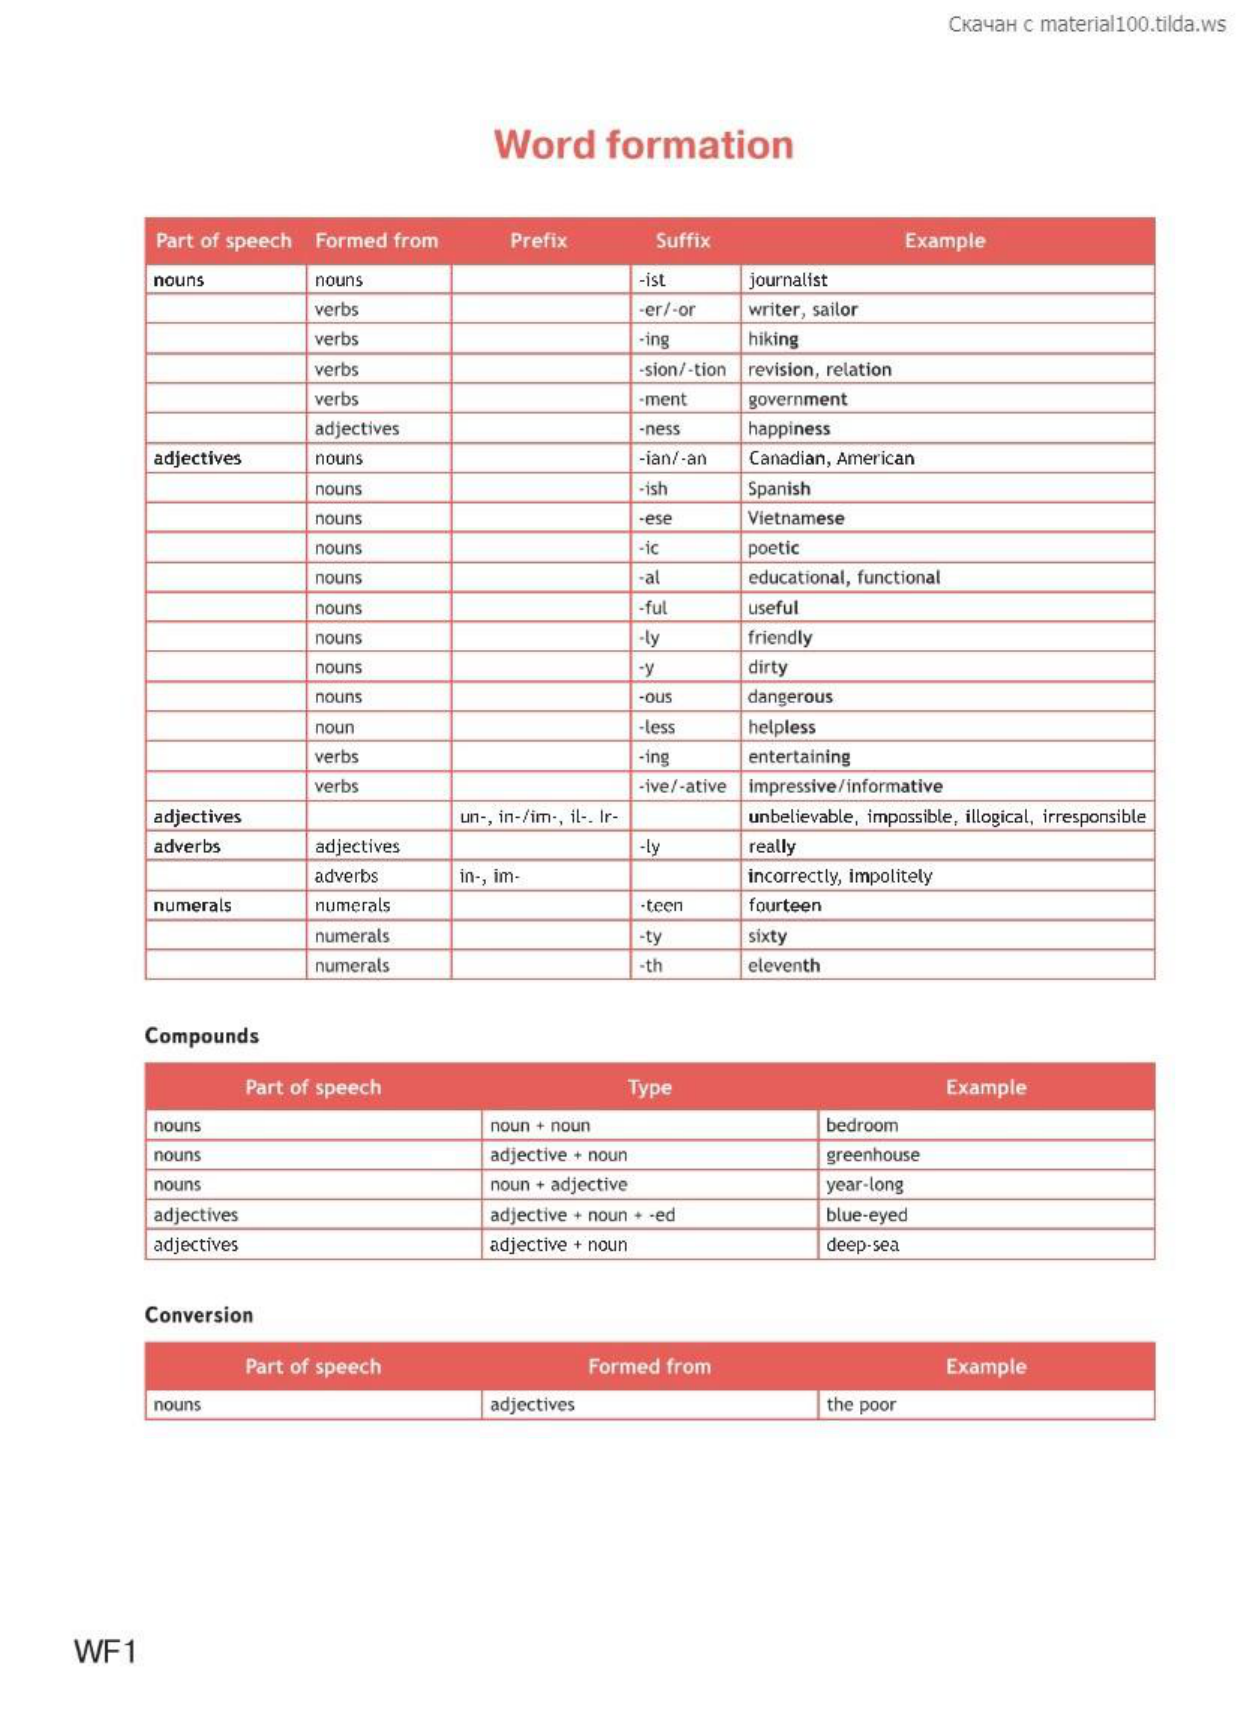 Скачан с material100.tilda.ws
Word formation
Part of speech Formed from Prefix Suffix Example
nouns nouns -ist journalist
verbs -er/-or writer, sailor
verbs -ing hiking
verbs -sion/-tion revision, relation
verbs -ment government
adjectives -ness happiness
adjectives nouns -ian/-an Canadian, American
nouns -ish Spanish
nouns -ese Vietnamese
nouns -ic poetic
nouns -al educational, functional
nouns -ful useful
nouns -ly friendly
nouns -y dirty
nouns -ous dangerous
noun -less helpless
verbs -ing entertaining
verbs -ive/-ative impressive/informative
adjectives un-, in-/im-, il-. Ir- unbelievable, impossible, illogical, irresponsible
adverbs adjectives -ly really
adverbs in-, im- incorrectly, impolitely
numerals numerals -teen fourteen
numerals -ty sixty
numerals -th eleventh
Compounds
Part of speech Type Example
nouns noun + noun bedroom
nouns adjective + noun greenhouse
nouns noun + adjective year-long
adjectives adjective + noun + -ed blue-eyed
adjectives adjective + noun deep-sea
Conversion
Part of speech Formed from Example
nouns adjectives the poor
WF1